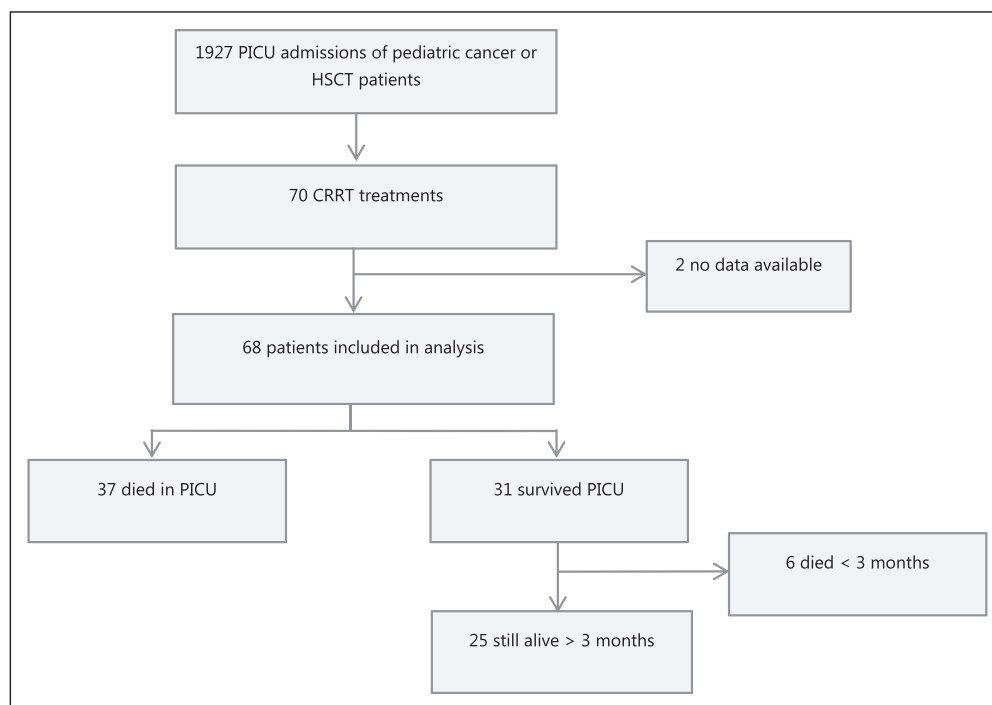 1927 PICU admissions of pediatric cancer or
HSCT patients
70 CRRT treatments
2 no data available
68 patients included in analysis
37 died in PICU
31 survived PICU
6 died < 3 months
25 still alive > 3 months